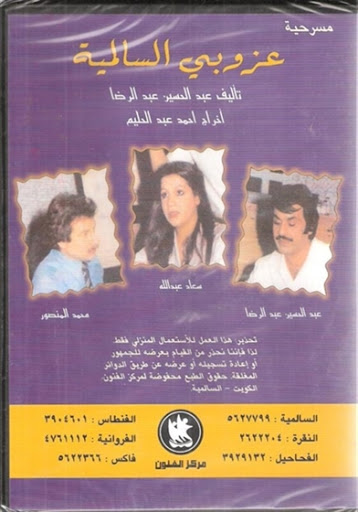 مسرحية
عزوبي السالمية
تأليف عبد الحسين عبد الرضا
اخراج احمد عبد الحليم
سعاد عبدالله
محمد المنصور
عبد الحسين عبد الرضا
تحذير: هذا العمل للأستعمال المنزلي فقط.
لذا فإننا نحذر من القيام بعرضه للجمهور
أو إعادة تسجيله أو عرضه عن طريق الدوائر
المغلقة. حقوق الطبع محفوظة لمركز الفنون.
الكويت - السالمية.
السالمية : ٥٦٢٧٧٩٩
النقرة : ٢٦٢٢٢٠٤
الفحاحيل : ٣٩٢٩١٣٢
مركز الفنون
الفنطاس : ٣٩٠٤٦٠١
الفروانية : ٤٧٦١١١٢
فاكس : ٥٦٢٢٣٦٦